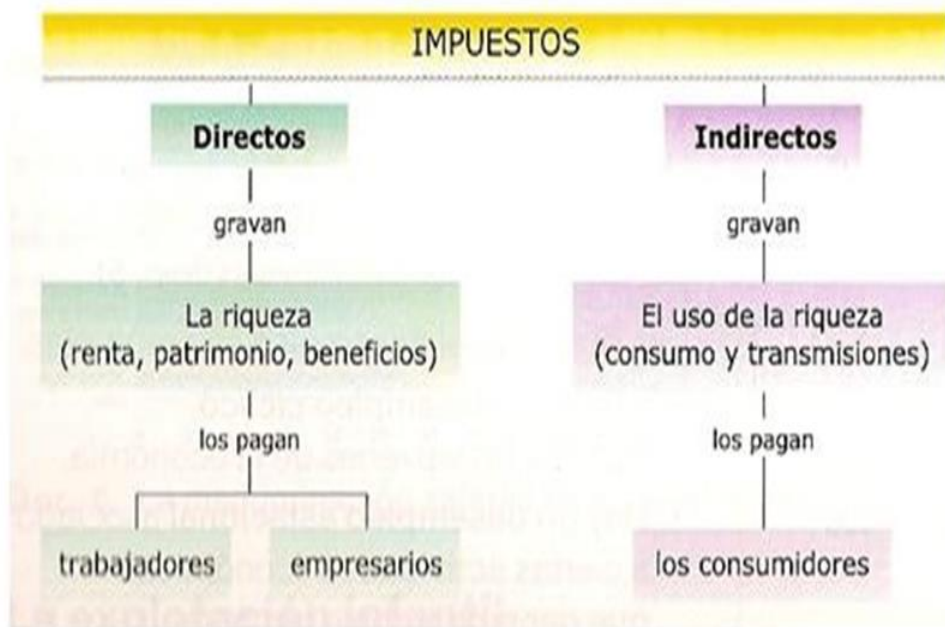 IMPUESTOS
Directos
Indirectos
gravan
gravan
La riqueza
(renta, patrimonio, beneficios)
El uso de la riqueza
(consumo y transmisiones)
los pagan
los pagan
trabajadores
empresarios
los consumidores